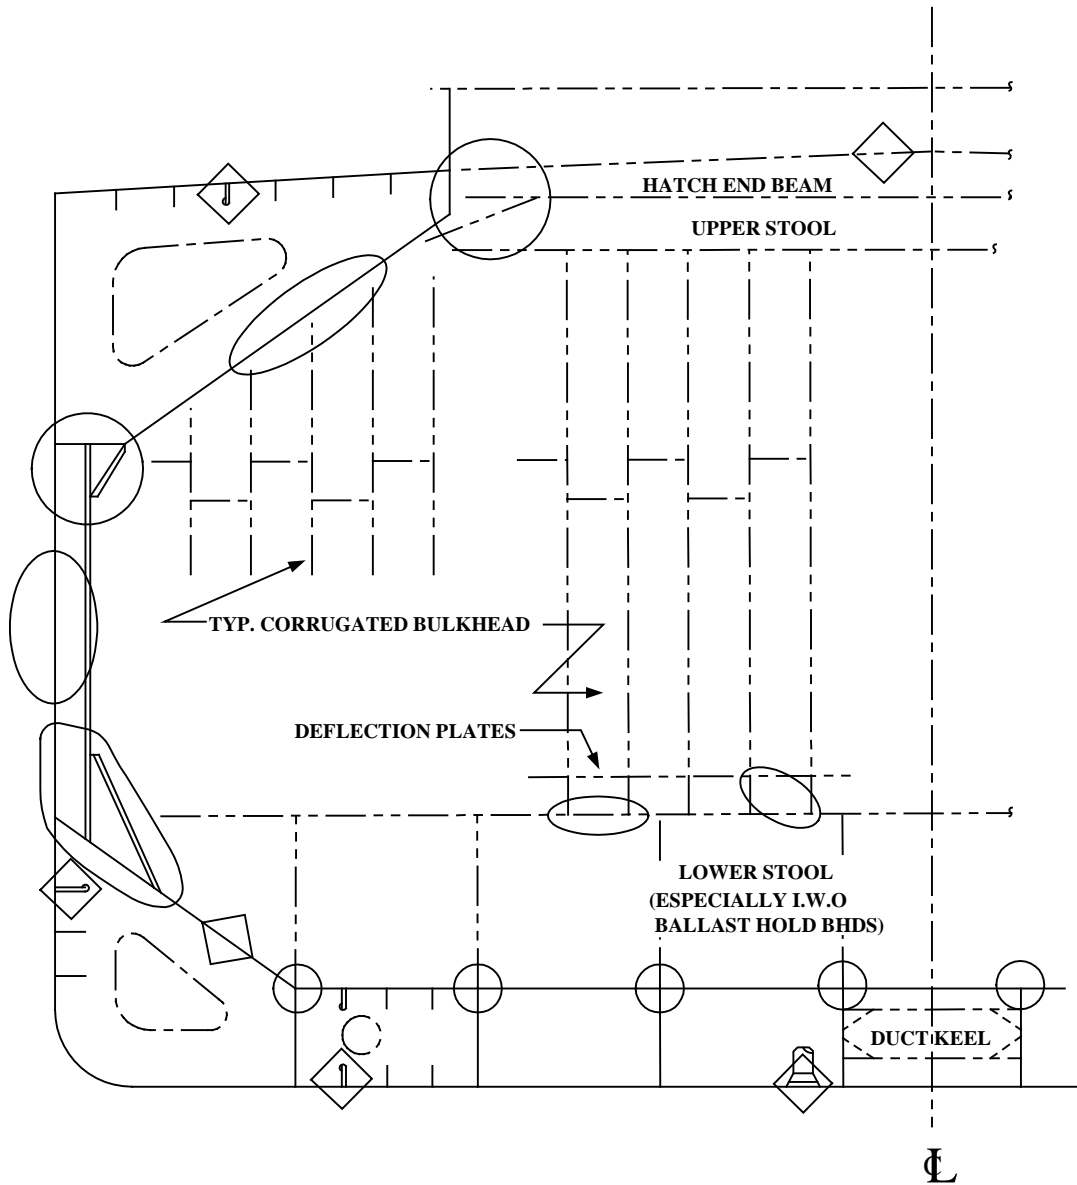 HATCH END BEAM
UPPER STOOL
TYP. CORRUGATED BULKHEAD
DEFLECTION PLATES
LOWER STOOL
(ESPECIALLY I.W.O
BALLAST HOLD BHDS)
DUCT KEEL
℄